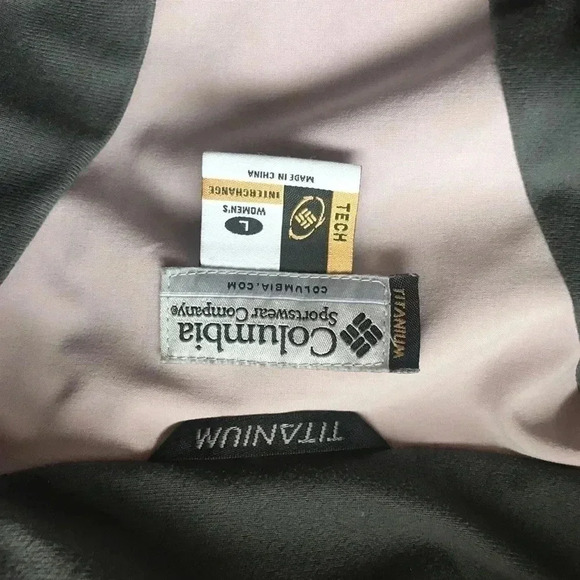 TITANIUM
Columbia
Sportswear Company®
TITANIUM
COLUMBIA.COM
TECH
INTERCHANGE
WOMEN'S
L
MADE IN CHINA